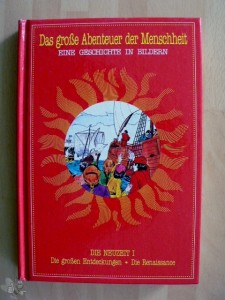 Das große Abenteuer der Menschheit
EINE GESCHICHTE IN BILDERN
DIE NEUZEIT I
Die großen Entdeckungen • Die Renaissance